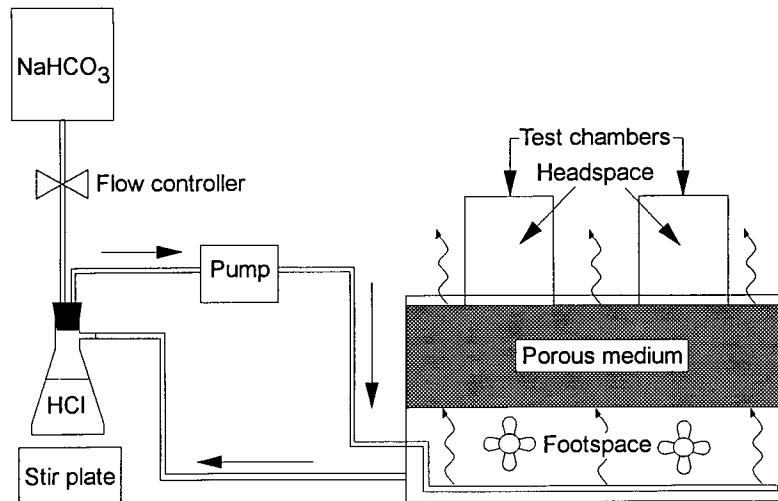 NaHCO3
Flow controller
Pump
HCl
Stir plate
Test chambers
Headspace
Porous medium
Footspace